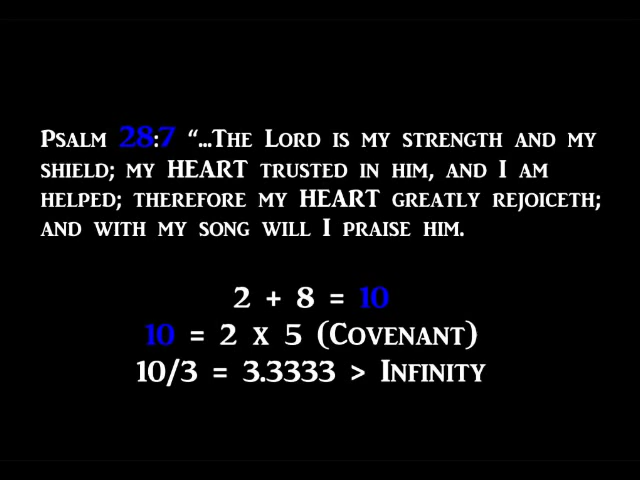 Psalm 28:7 “...The Lord is my strength and my
shield; my HEART trusted in him, and I am
helped; therefore my HEART greatly rejoiceth;
and with my song will I praise him.
2 + 8 = 10
10 = 2 x 5 (Covenant)
10/3 = 3.3333 > Infinity